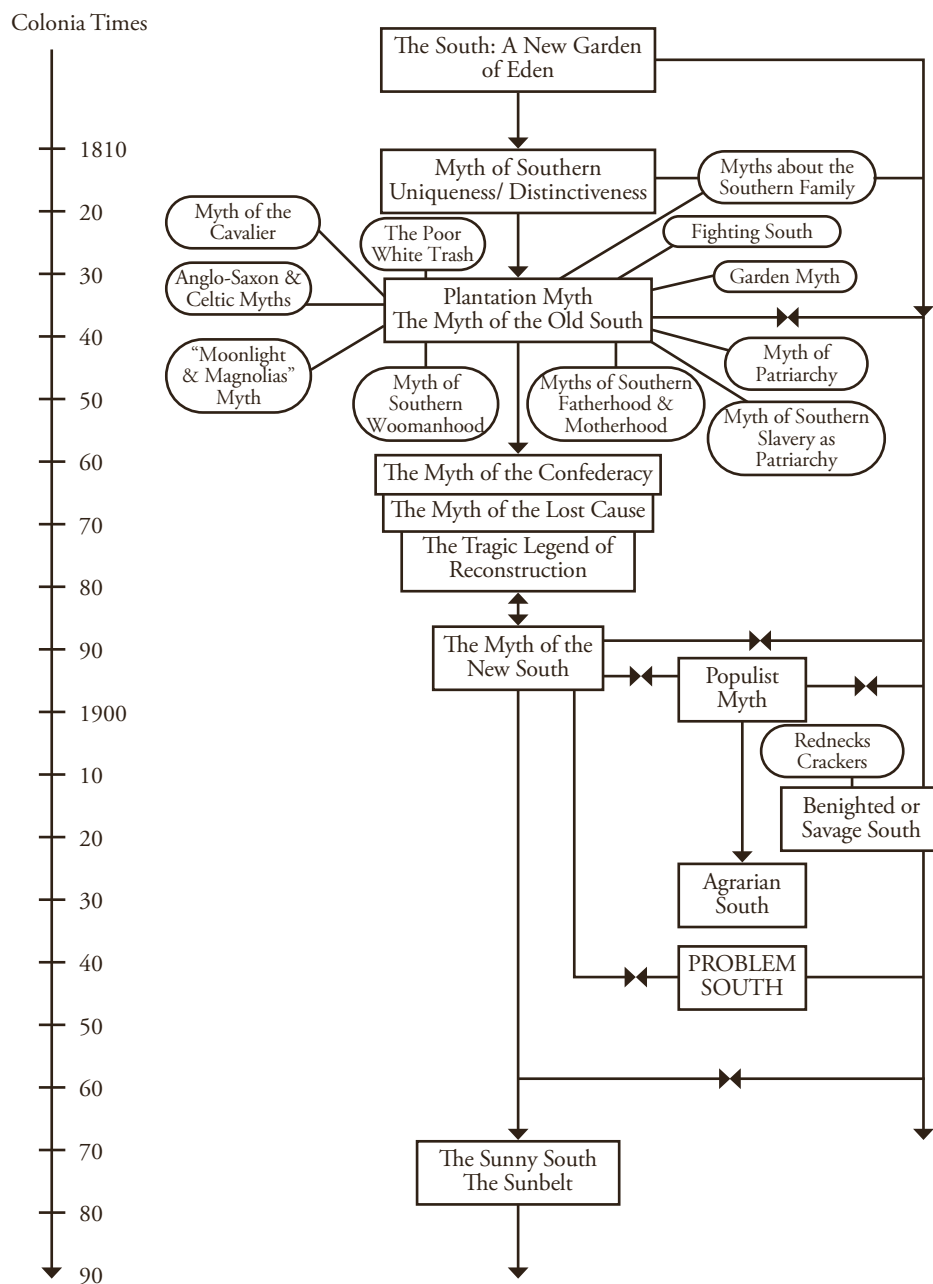 Colonia Times
The South: A New Garden
of Eden
1810
Myth of Southern
Uniqueness/ Distinctiveness
Myths about the
Southern Family
20
Myth of the
Cavalier
The Poor
White Trash
Fighting South
30
Anglo-Saxon &
Celtic Myths
Plantation Myth
The Myth of the Old South
Garden Myth
40
"Moonlight
& Magnolias"
Myth
Myth of
Southern
Woomanhood
Myths of Southern
Fatherhood &
Motherhood
Myth of
Patriarchy
50
Myth of Southern
Slavery as
Patriarchy
60
The Myth of the Confederacy
70
The Myth of the Lost Cause
The Tragic Legend of
Reconstruction
80
90
The Myth of the
New South
Populist
Myth
1900
Rednecks
Crackers
10
Benighted or
Savage South
20
Agrarian
South
30
40
PROBLEM
SOUTH
50
60
70
The Sunny South
The Sunbelt
80
90